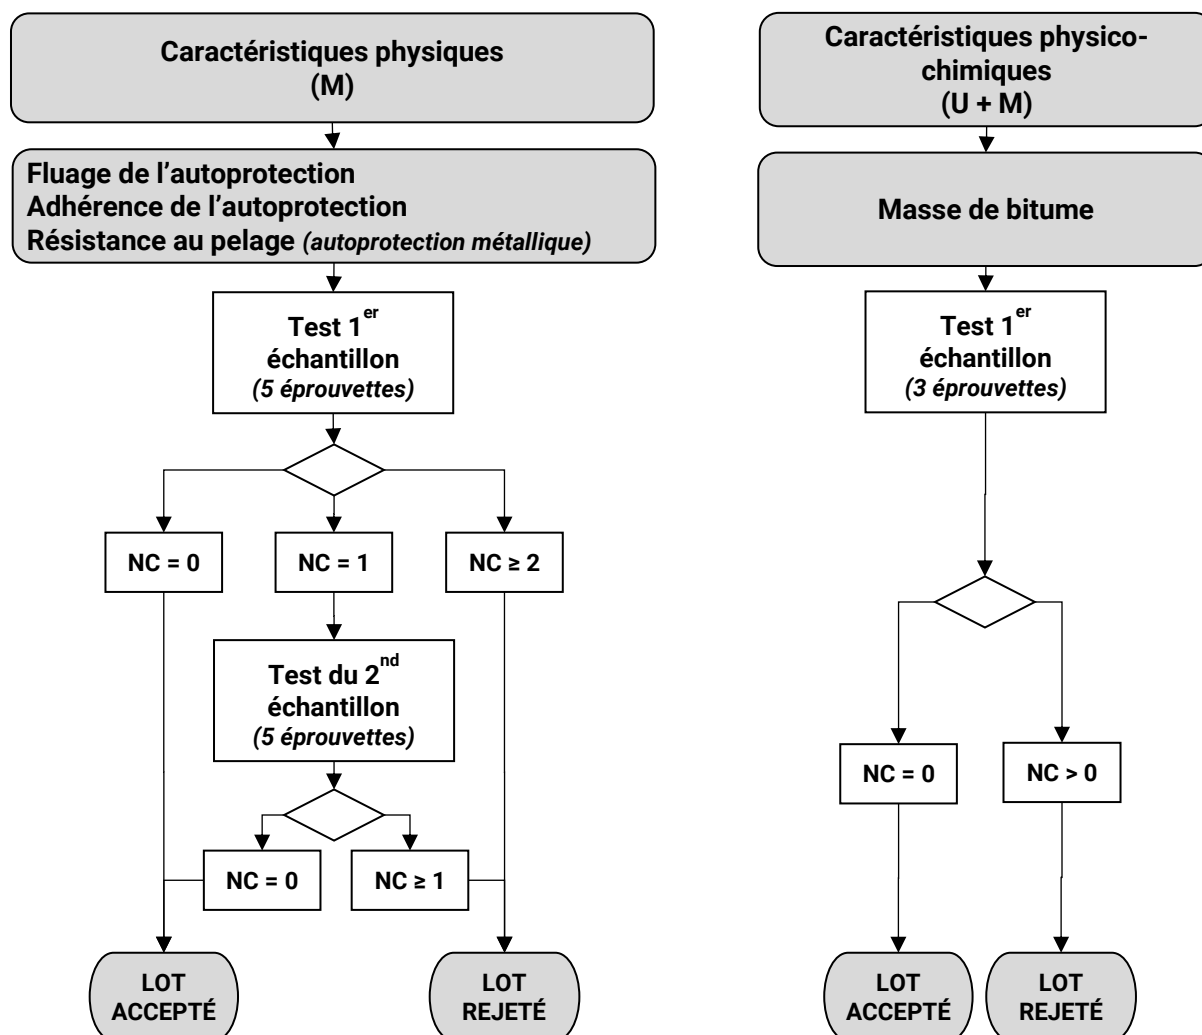 Caractéristiques physiques
(M)
Fluage de l'autoprotection
Adhérence de l'autoprotection
Résistance au pelage (autoprotection métallique)
Test 1er
échantillon
(5 éprouvettes)
NC = 0
NC = 1
NC ≥ 2
Test du 2nd
échantillon
(5 éprouvettes)
NC = 0
NC ≥ 1
LOT
ACCEPTÉ
LOT
REJETÉ
Caractéristiques physico-
chimiques
(U + M)
Masse de bitume
Test 1er
échantillon
(3 éprouvettes)
NC = 0
NC > 0
LOT
ACCEPTÉ
LOT
REJETÉ